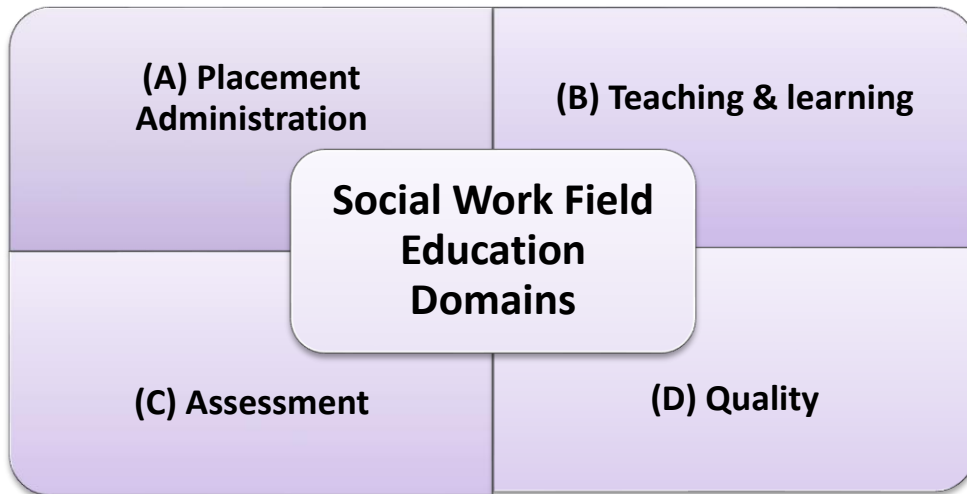 (A) Placement
Administration
(B) Teaching & learning
Social Work Field
Education
Domains
(C) Assessment
(D) Quality